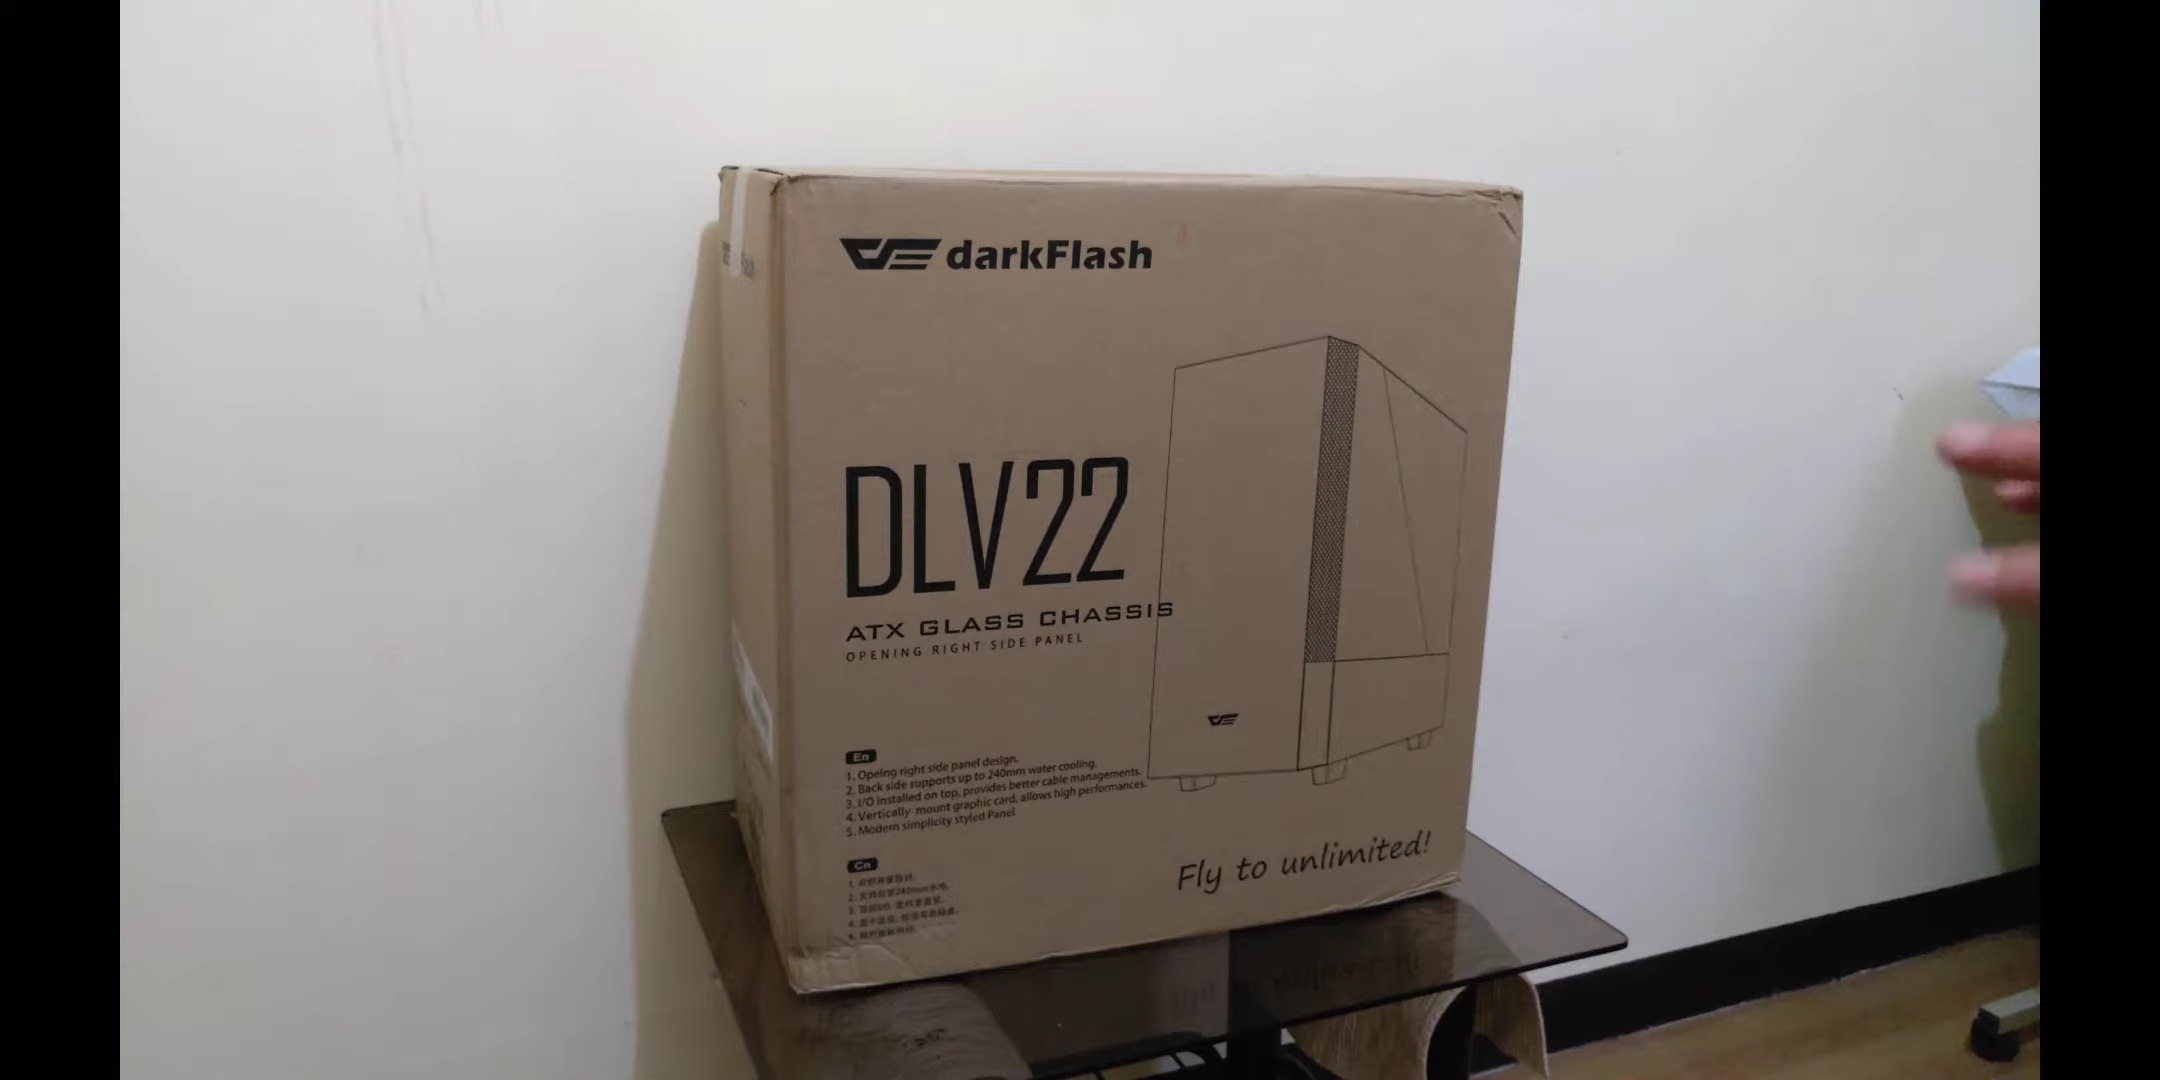 darkFlash
DLV22
ATX GLASS CHASSIS
OPENING RIGHT SIDE PANEL
En
1. Opeing right side panel design.
2. Back side supports up to 240mm water cooling.
3. I/O installed on top, provides better cable managements.
4. Vertically mount graphic card, allows high performances.
5. Modern simplicity styled Panel
Cn
Fly to unlimited!